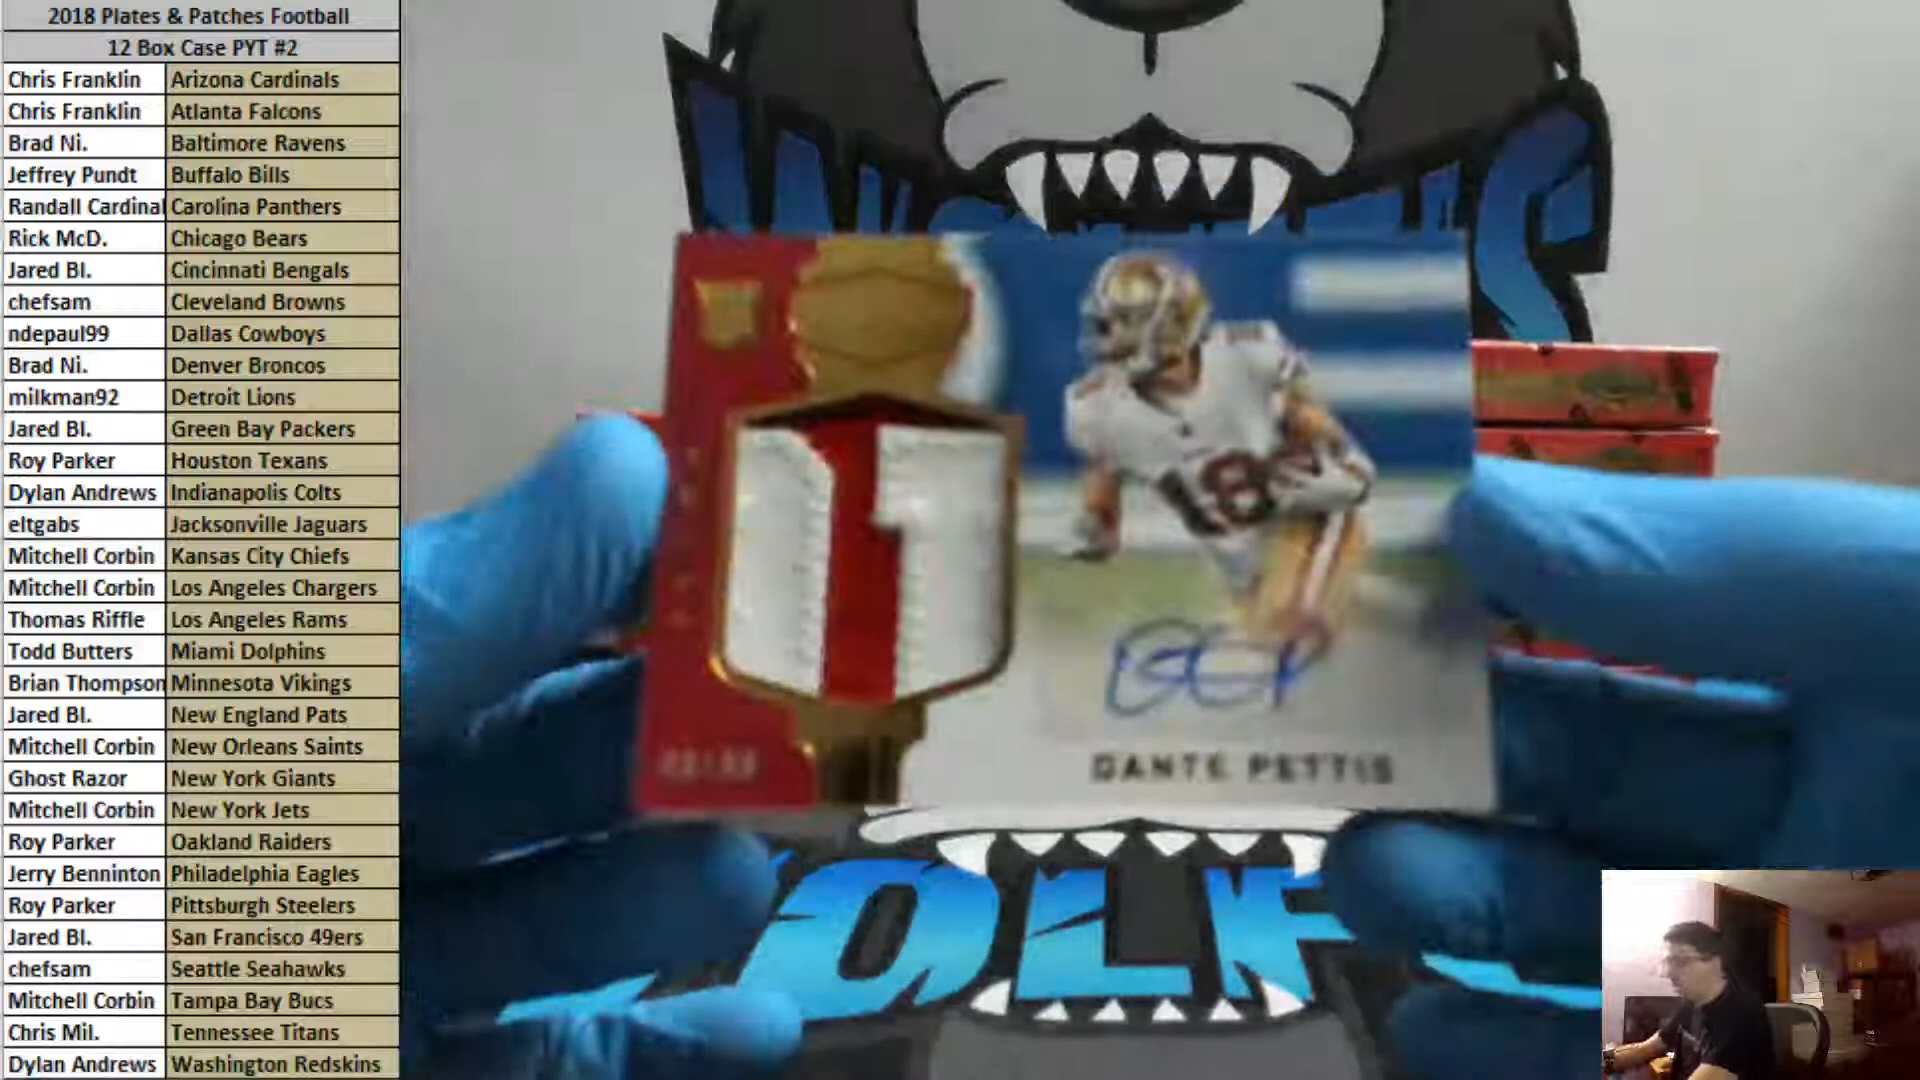 2018 Plates & Patches Football
12 Box Case PYT #2
Chris Franklin Arizona Cardinals
Chris Franklin Atlanta Falcons
Brad Ni. Baltimore Ravens
Jeffrey Pundt Buffalo Bills
Randall Cardinal Carolina Panthers
Rick McD. Chicago Bears
Jared Bl. Cincinnati Bengals
chefsam Cleveland Browns
ndepaul99 Dallas Cowboys
Brad Ni. Denver Broncos
milkman92 Detroit Lions
Jared Bl. Green Bay Packers
Roy Parker Houston Texans
Dylan Andrews Indianapolis Colts
eltgabs Jacksonville Jaguars
Mitchell Corbin Kansas City Chiefs
Mitchell Corbin Los Angeles Chargers
Thomas Riffle Los Angeles Rams
Todd Butters Miami Dolphins
Brian Thompson Minnesota Vikings
Jared Bl. New England Pats
Mitchell Corbin New Orleans Saints
Ghost Razor New York Giants
Mitchell Corbin New York Jets
Roy Parker Oakland Raiders
Jerry Benninton Philadelphia Eagles
Roy Parker Pittsburgh Steelers
Jared Bl. San Francisco 49ers
chefsam Seattle Seahawks
Mitchell Corbin Tampa Bay Bucs
Chris Mil. Tennessee Titans
Dylan Andrews Washington Redskins
18
DANTE PETTIS